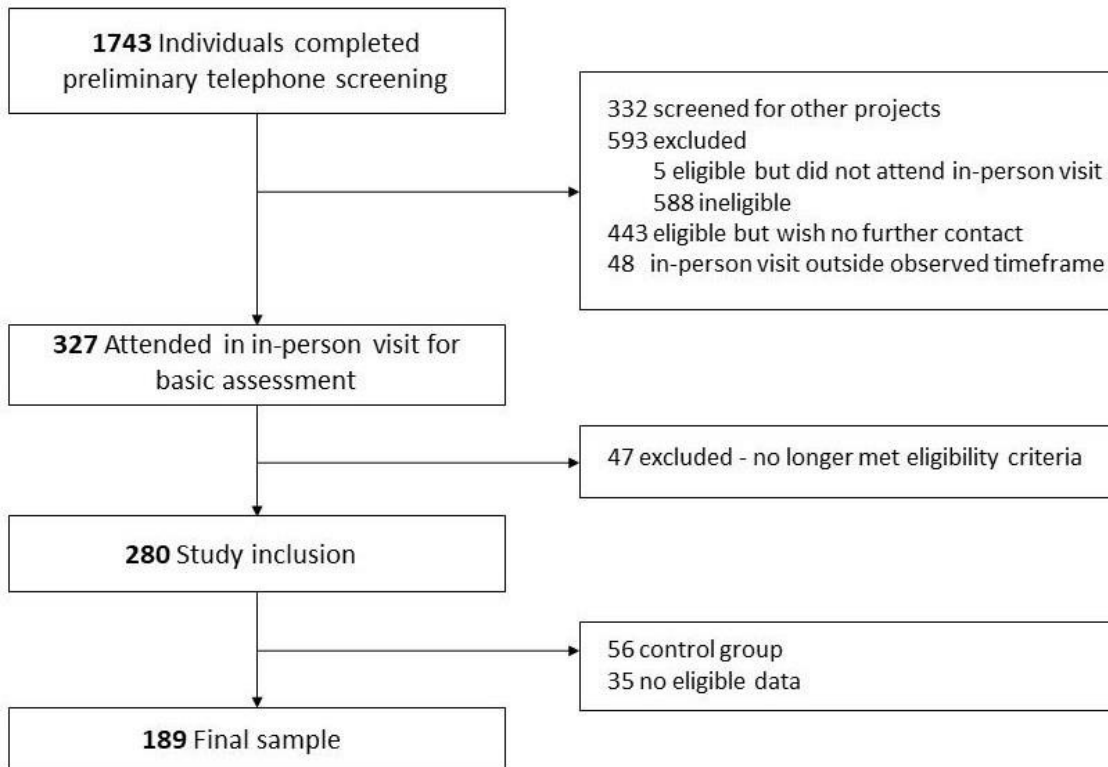 1743 Individuals completed
preliminary telephone screening
332 screened for other projects
593 excluded
5 eligible but did not attend in-person visit
588 ineligible
443 eligible but wish no further contact
48 in-person visit outside observed timeframe
327 Attended in in-person visit for
basic assessment
47 excluded - no longer met eligibility criteria
280 Study inclusion
56 control group
35 no eligible data
189 Final sample